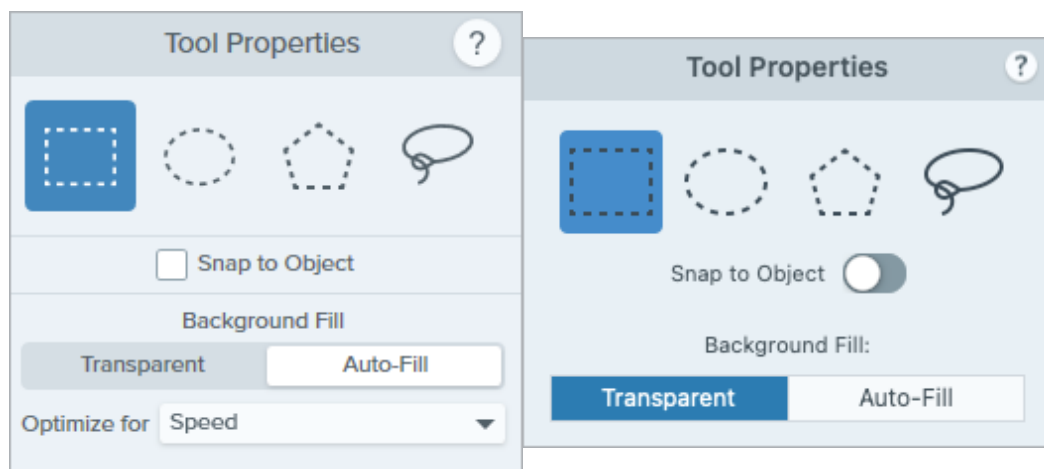 Tool Properties ?
Snap to Object
Background Fill
Transparent Auto-Fill
Optimize for Speed
Tool Properties ?
Snap to Object
Background Fill:
Transparent Auto-Fill